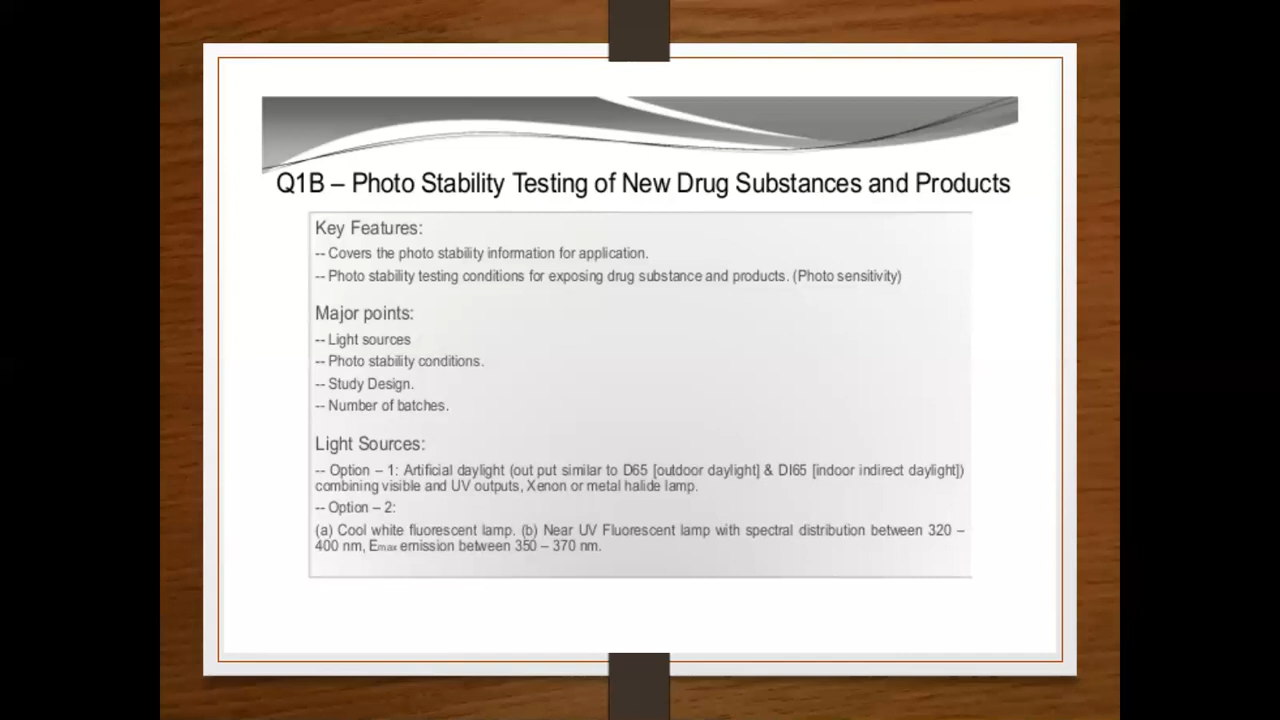 Q1B – Photo Stability Testing of New Drug Substances and Products
Key Features:
-- Covers the photo stability information for application.
-- Photo stability testing conditions for exposing drug substance and products. (Photo sensitivity)
Major points:
-- Light sources
-- Photo stability conditions.
-- Study Design.
-- Number of batches.
Light Sources:
-- Option – 1: Artificial daylight (out put similar to D65 [outdoor daylight] & DI65 [indoor indirect daylight])
combining visible and UV outputs, Xenon or metal halide lamp.
-- Option – 2:
(a) Cool white fluorescent lamp. (b) Near UV Fluorescent lamp with spectral distribution between 320 –
400 nm, Emax emission between 350 – 370 nm.